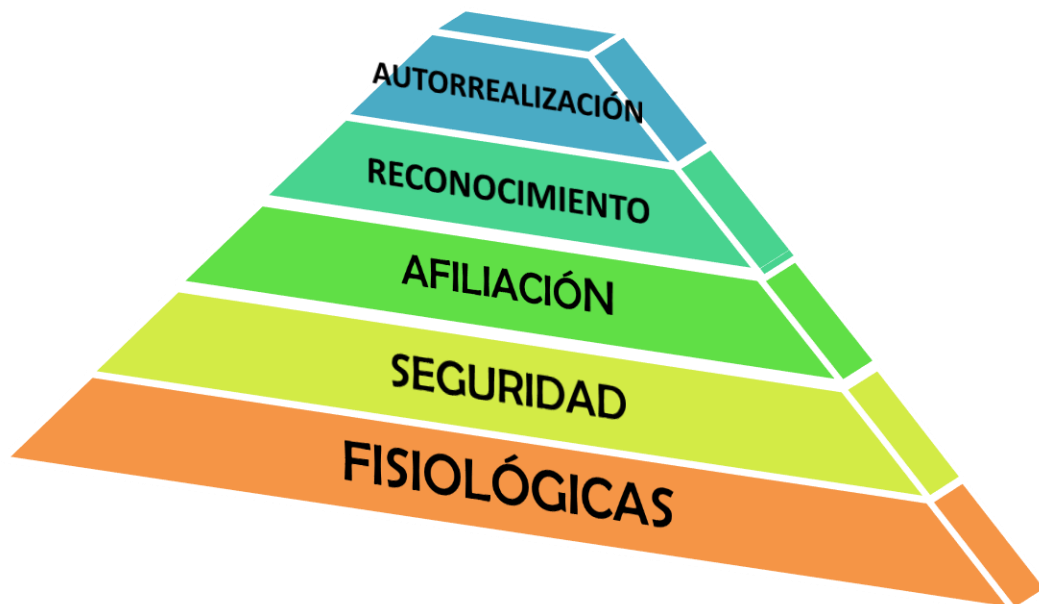 AUTORREALIZACIÓN
RECONOCIMIENTO
AFILIACIÓN
SEGURIDAD
FISIOLÓGICAS